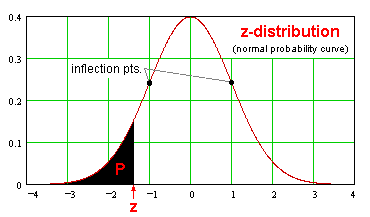 0.4
z-distribution
(normal probability curve)
inflection pts.
0.3
0.2
0.1
P
0
−4
−3
−2
−1
0
1
2
3
4
z